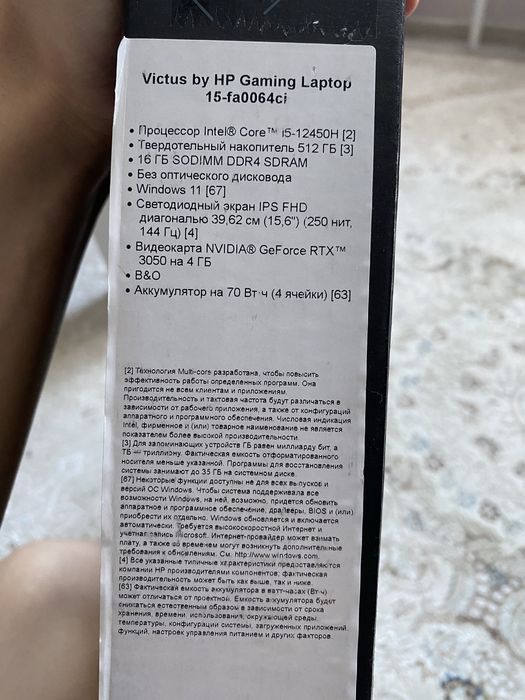 Victus by HP Gaming Laptop
15-fa0064ci
• Процессор Intel® Core™ i5-12450H [2]
• Твердотельный накопитель 512 ГБ [3]
• 16 ГБ SODIMM DDR4 SDRAM
• Без оптического дисковода
• Windows 11 [67]
• Светодиодный экран IPS FHD
диагональю 39,62 см (15,6") (250 нит,
144 Гц) [4]
• Видеокарта NVIDIA® GeForce RTX™
3050 на 4 ГБ
• B&O
• Аккумулятор на 70 Вт·ч (4 ячейки) [63]
[2] Технология Multi-core разработана, чтобы повысить
эффективность работы определенных программ. Она
пригодится не всем клиентам и приложениям.
Производительность и тактовая частота будут различаться в
зависимости от рабочего приложения, а также от конфигураций
аппаратного и программного обеспечения. Числовая индикация
Intel, фирменное и (или) товарное наименование не является
показателем более высокой производительности.
[3] Для запоминающих устройств ГБ равен миллиарду бит, а
ТБ — триллиону. Фактическая емкость отформатированного
носителя меньше указанной. Программы для восстановления
системы занимают до 35 ГБ на системном диске.
[67] Некоторые функции доступны не для всех выпусков и
версий ОС Windows. Чтобы система поддерживала все
возможности Windows, на ней, возможно, придется обновить
аппаратное и программное обеспечение, драйверы, BIOS и (или)
приобрести их отдельно. Windows обновляется и включается
автоматически. Требуется высокоскоростной Интернет и
учетная запись Microsoft. Интернет-провайдер может взимать
плату, а также со временем могут возникнуть дополнительные
требования к обновлениям. См. http://www.windows.com.
[4] Все указанные типичные характеристики предоставляются
компании HP производителями компонентов; фактическая
производительность может быть как выше, так и ниже.
[63] Фактическая емкость аккумулятора в ватт-часах (Вт·ч)
может отличаться от проектной. Емкость аккумулятора будет
снижаться естественным образом в зависимости от срока
хранения, времени использования, окружающей среды,
температуры, конфигурации системы, загруженных приложений,
функций, настроек управления питанием и других факторов.